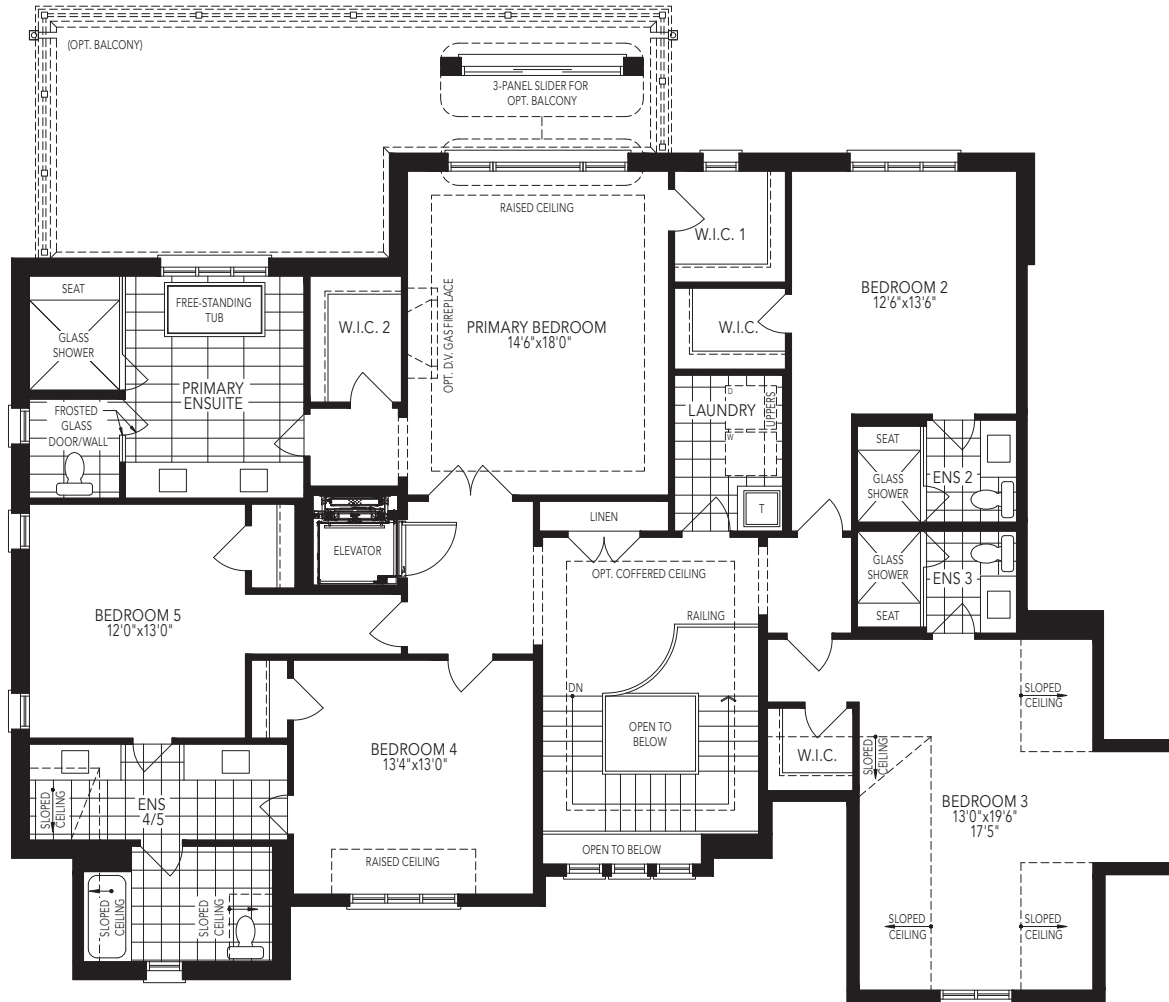 (OPT. BALCONY)
3-PANEL SLIDER FOR
OPT. BALCONY
RAISED CEILING
W.I.C. 1
SEAT
FREE-STANDING
TUB
GLASS
SHOWER
W.I.C. 2
OPT. D.V. GAS FIREPLACE
PRIMARY BEDROOM
14'6"x18'0"
W.I.C.
BEDROOM 2
12'6"x13'6"
PRIMARY
ENSUITE
FROSTED
GLASS
DOOR/WALL
LAUNDRY
D
W
UPPERS
T
SEAT
GLASS
SHOWER
ENS 2
LINEN
ELEVATOR
OPT. COFFERED CEILING
GLASS
SHOWER
SEAT
ENS 3
BEDROOM 5
12'0"x13'0"
RAILING
DN
OPEN TO
BELOW
SLOPED
CEILING
W.I.C.
SLOPED
CEILING
BEDROOM 4
13'4"x13'0"
BEDROOM 3
13'0"x19'6"
17'5"
SLOPED
CEILING
ENS
4/5
RAISED CEILING
OPEN TO BELOW
SLOPED
CEILING
SLOPED
CEILING
SLOPED
CEILING
SLOPED
CEILING